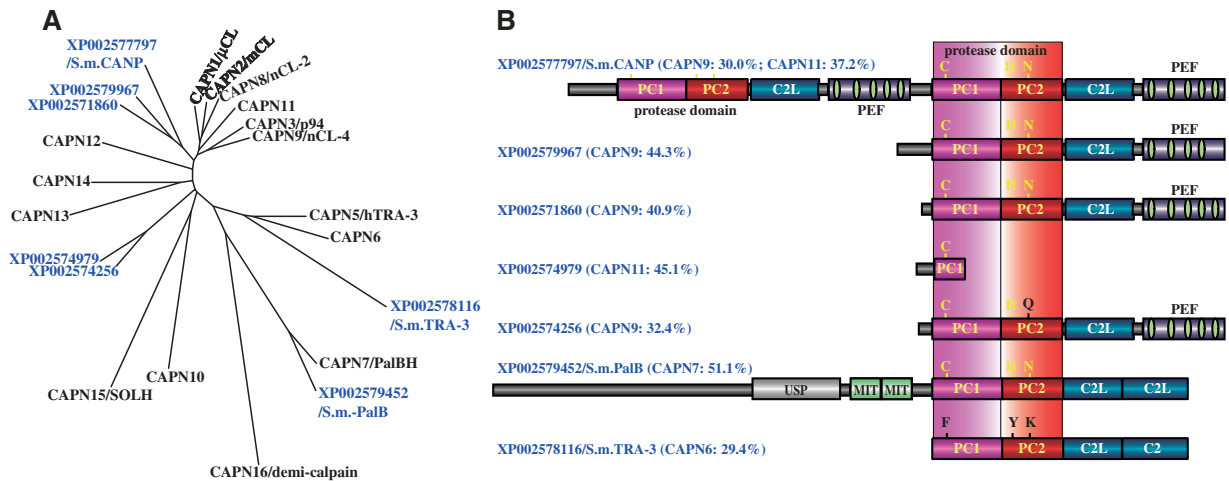 A
XP002577797
/S.m.CANP
XP002579967
XP002571860
CAPN12
CAPN14
CAPN13
XP002574979
XP002574256
CAPN15/SOLH
CAPN10
CAPN16/demi-calpain
CAPN1/μCL
CAPN2/mCL
CAPN8/nCL-2
CAPN11
CAPN3/p94
CAPN9/nCL-4
CAPN5/hTRA-3
CAPN6
XP002578116
/S.m.TRA-3
CAPN7/PalBH
XP002579452
/S.m.-PalB
B
protease domain
XP002577797/S.m.CANP (CAPN9: 30.0%; CAPN11: 37.2%)
C H N
PEF
PC1 PC2 C2L PC1 PC2 C2L
protease domain PEF
XP002579967 (CAPN9: 44.3%)
C H N
PEF
PC1 PC2 C2L
XP002571860 (CAPN9: 40.9%)
C H N
PEF
PC1 PC2 C2L
XP002574979 (CAPN11: 45.1%)
C
PC1
XP002574256 (CAPN9: 32.4%)
C H Q
PEF
PC1 PC2 C2L
XP002579452/S.m.PalB (CAPN7: 51.1%)
C H N
USP MIT MIT PC1 PC2 C2L C2L
XP002578116/S.m.TRA-3 (CAPN6: 29.4%)
F Y K
PC1 PC2 C2L C2